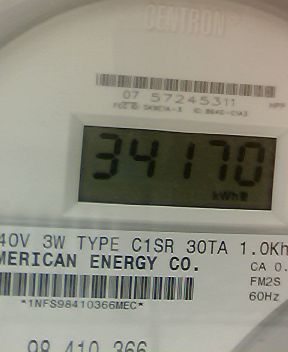 CENTRON
07 57245311
34170
kWh
40V 3W TYPE C1SR 30TA 1.0Kh
MERICAN ENERGY CO.
CA 0.
FM2S
*1NFS98410366MEC*
60Hz
98 410 366